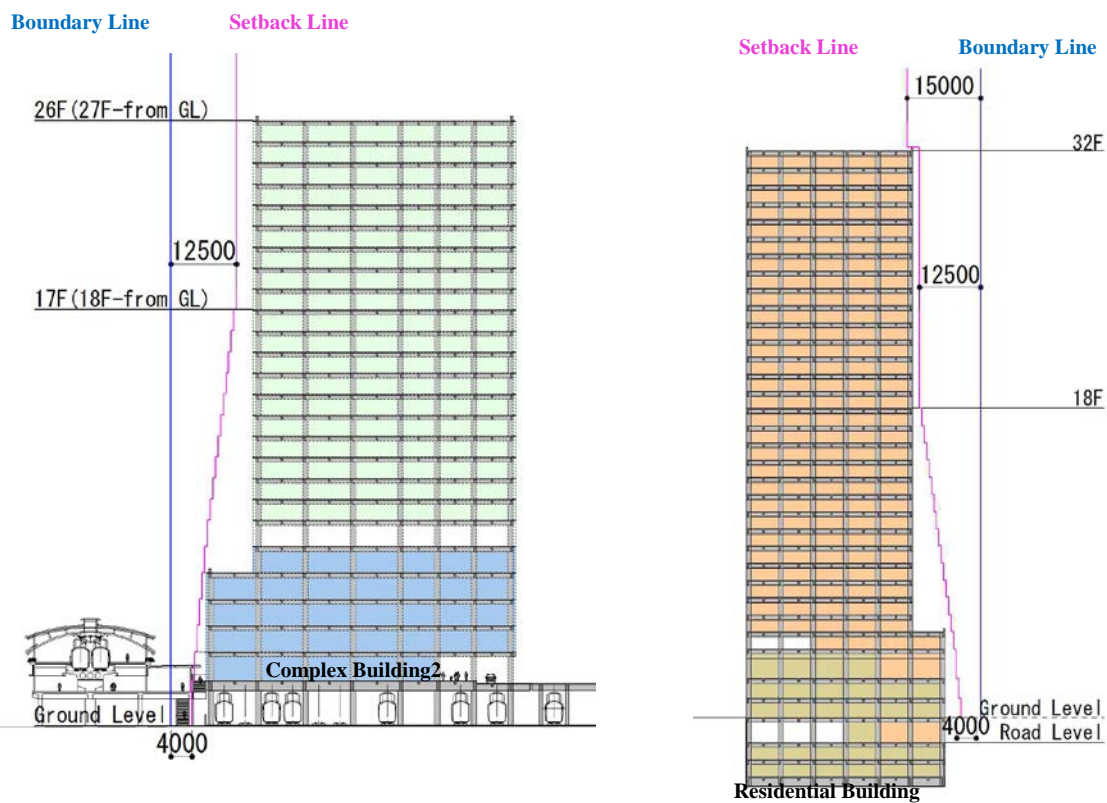 Boundary Line
Setback Line
26F(27F-from GL)
12500
17F(18F-from GL)
Complex Building2
Ground Level
4000
Setback Line
Boundary Line
15000
32F
12500
18F
Ground Level
4000
Road Level
Residential Building